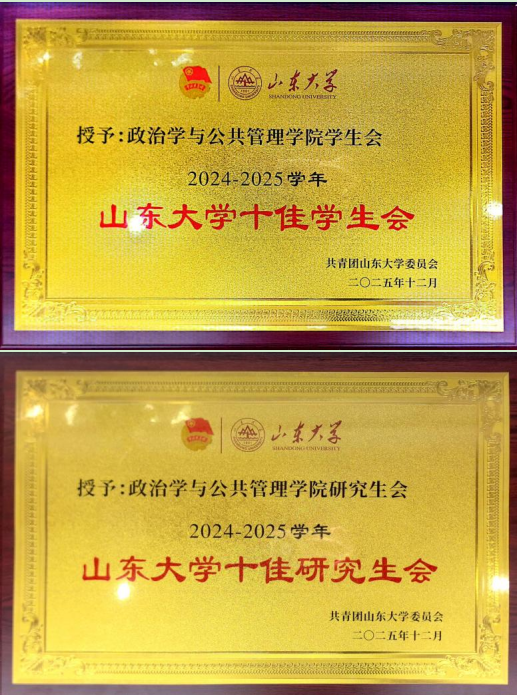 山东大学
SHANDONG UNIVERSITY
授予:政治学与公共管理学院学生会
2024-2025学年
山东大学十佳学生会
共青团山东大学委员会
二〇二五年十二月
山东大学
SHANDONG UNIVERSITY
授予:政治学与公共管理学院研究生会
2024-2025学年
山东大学十佳研究生会
共青团山东大学委员会
二〇二五年十二月